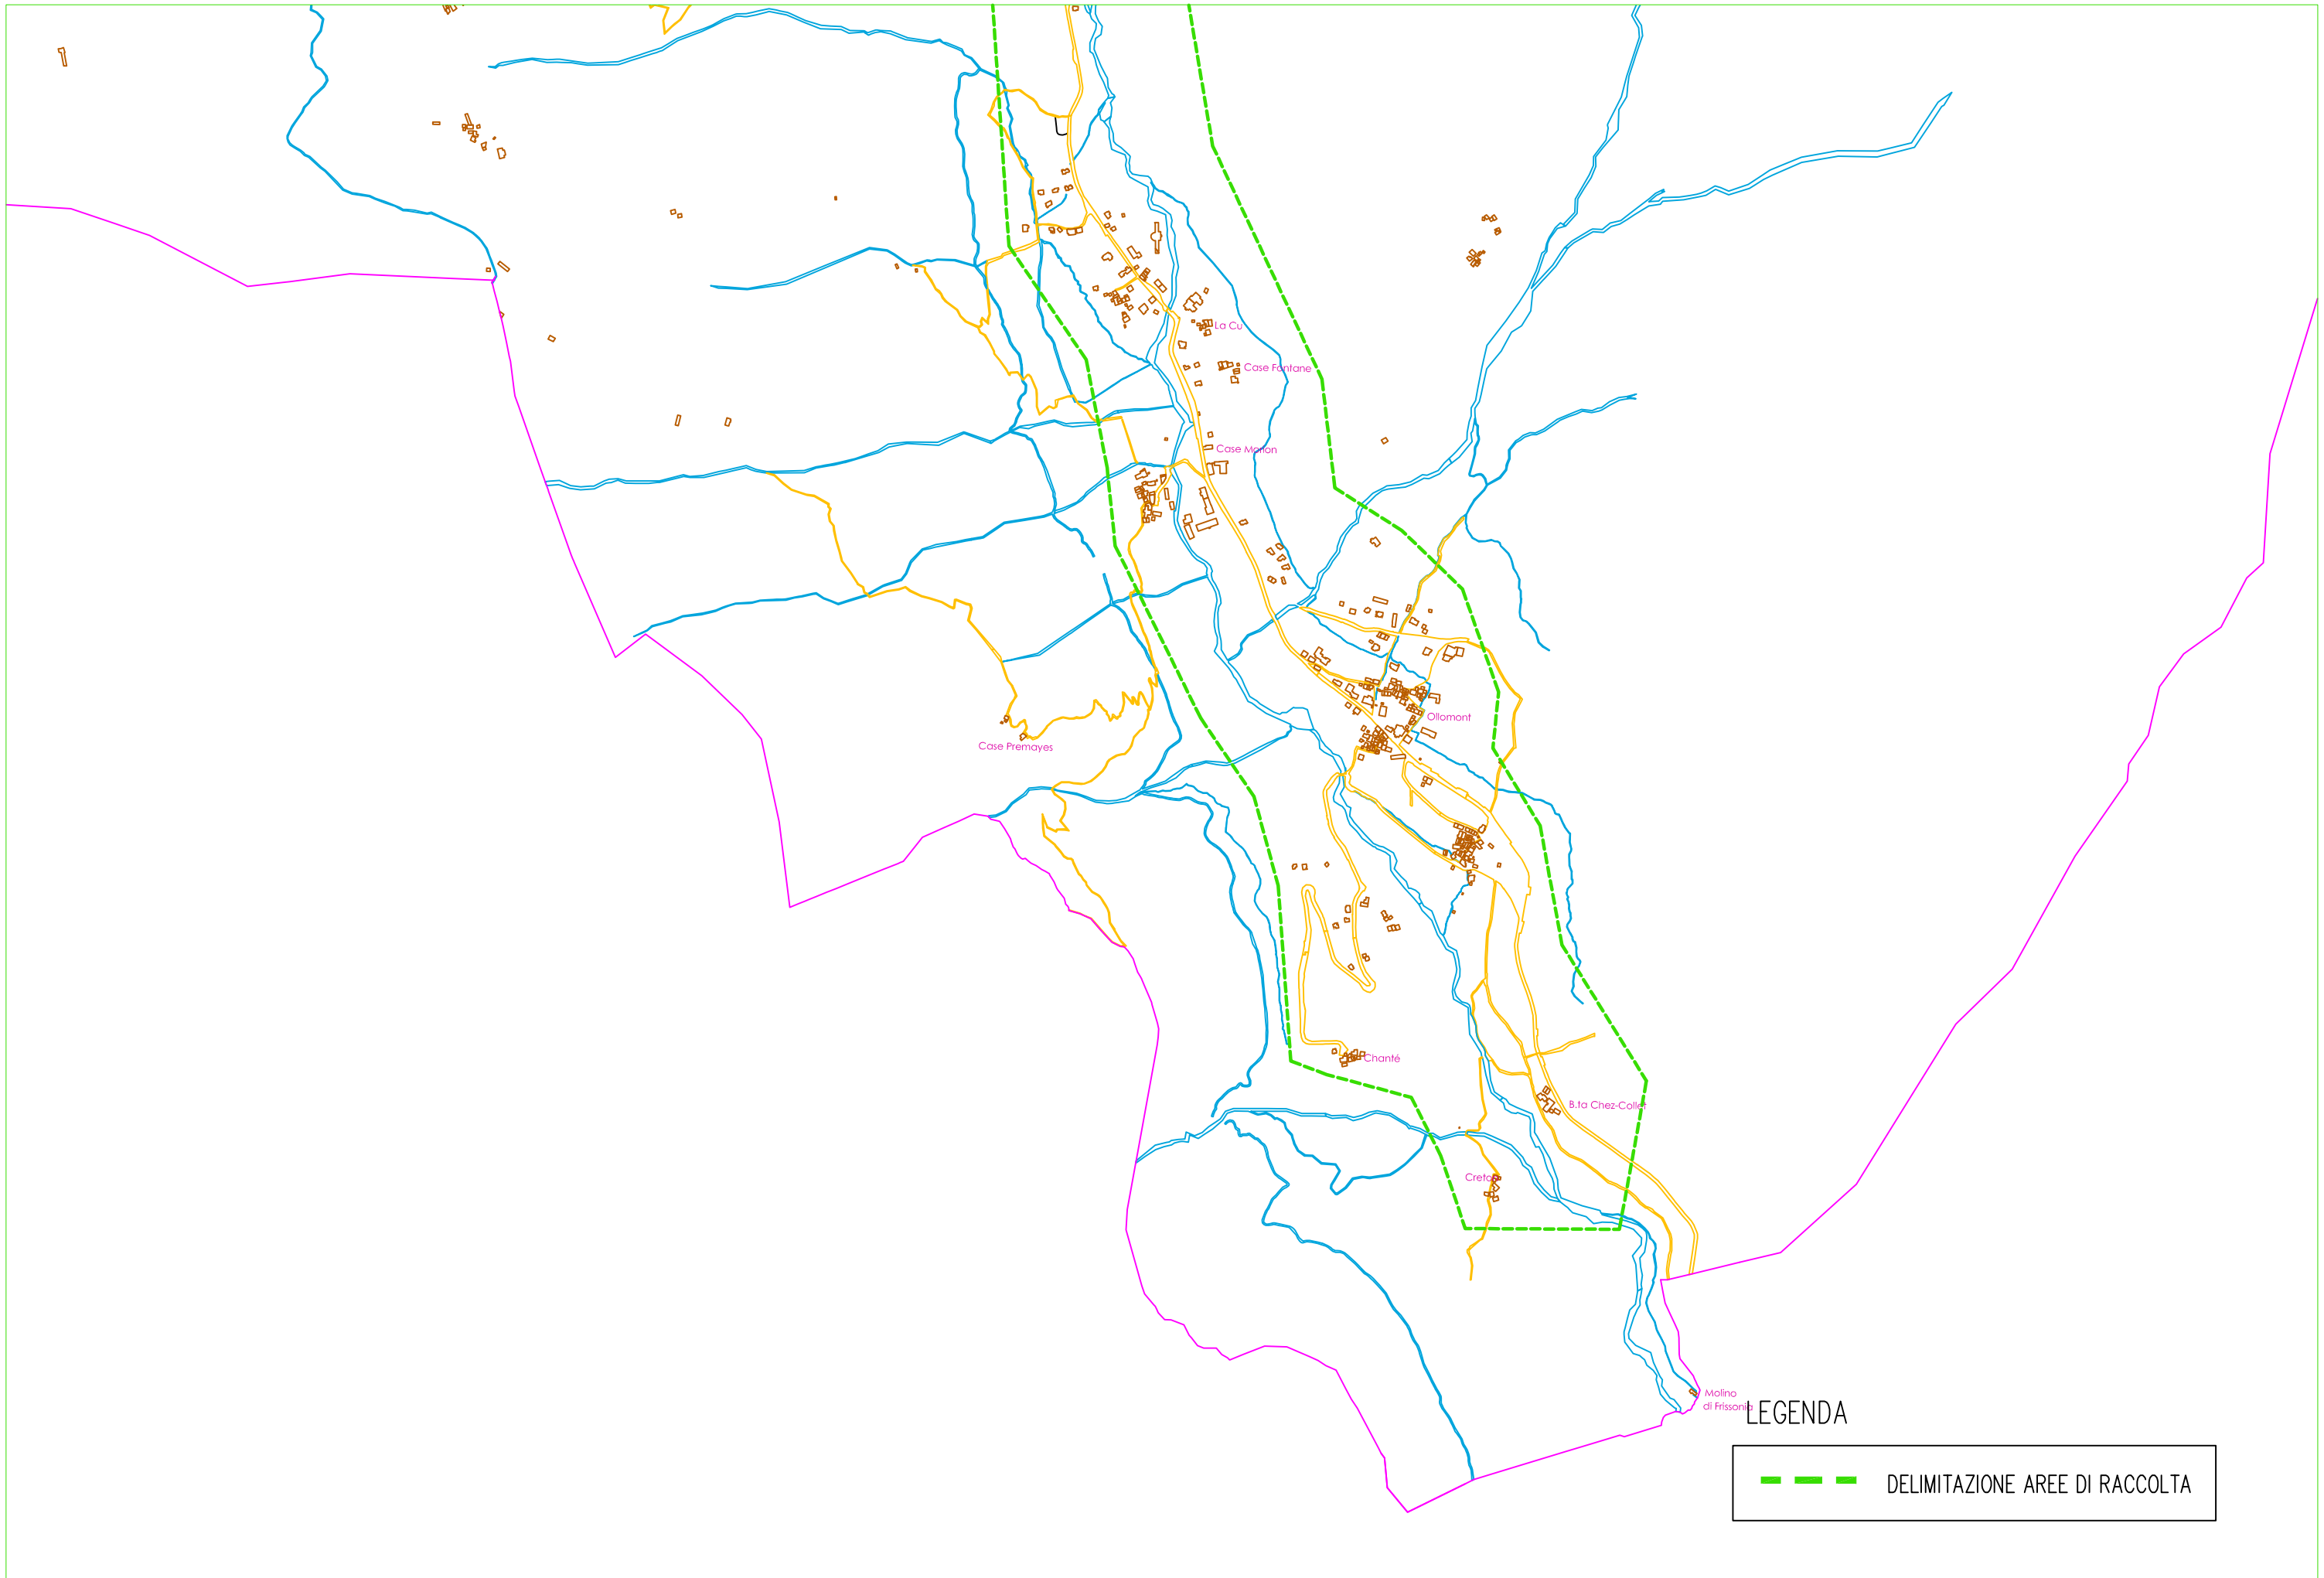 La Cu
Case Fontane
Case Morion
Ollomont
Case Premayes
Chanté
B.ta Chez-Collet
Creton
Molino
di Frissonia
LEGENDA
DELIMITAZIONE AREE DI RACCOLTA